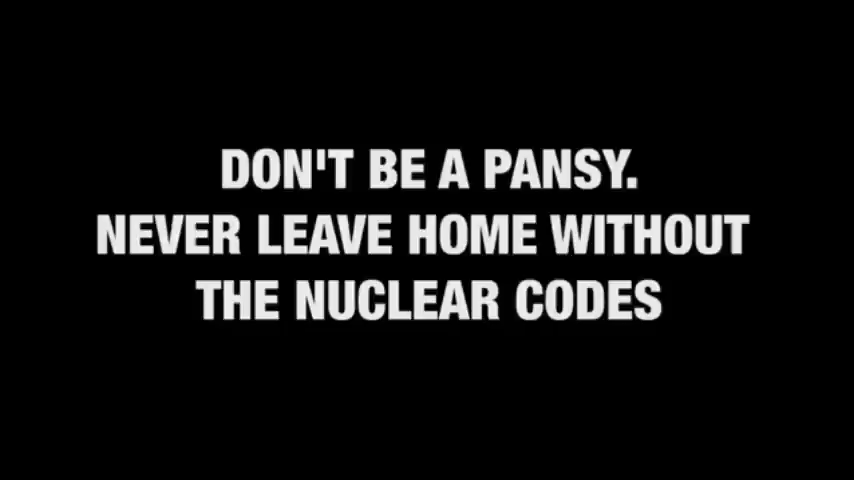 DON'T BE A PANSY.
NEVER LEAVE HOME WITHOUT
THE NUCLEAR CODES